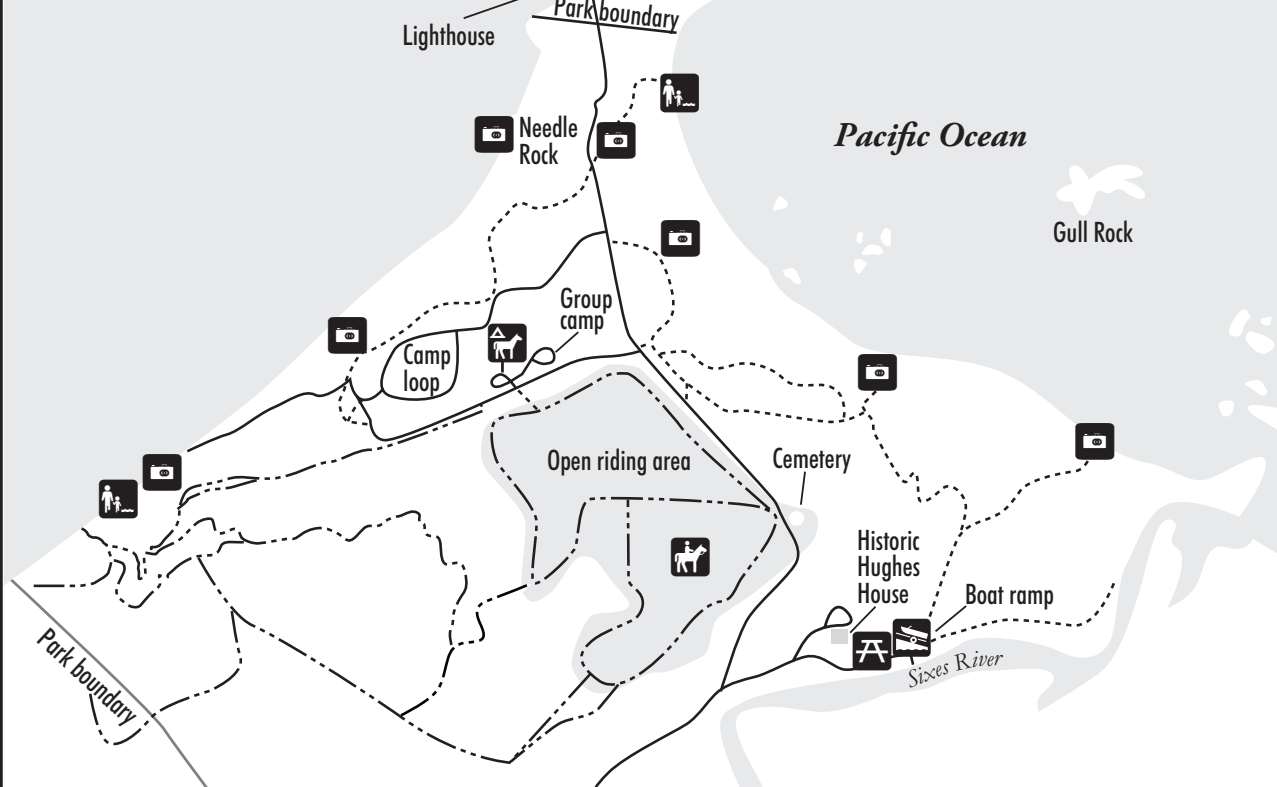 Park boundary
Lighthouse
Needle
Rock
Pacific Ocean
Gull Rock
Group
camp
Camp
loop
Open riding area
Cemetery
Historic
Hughes
House
Boat ramp
Sixes River
Park boundary